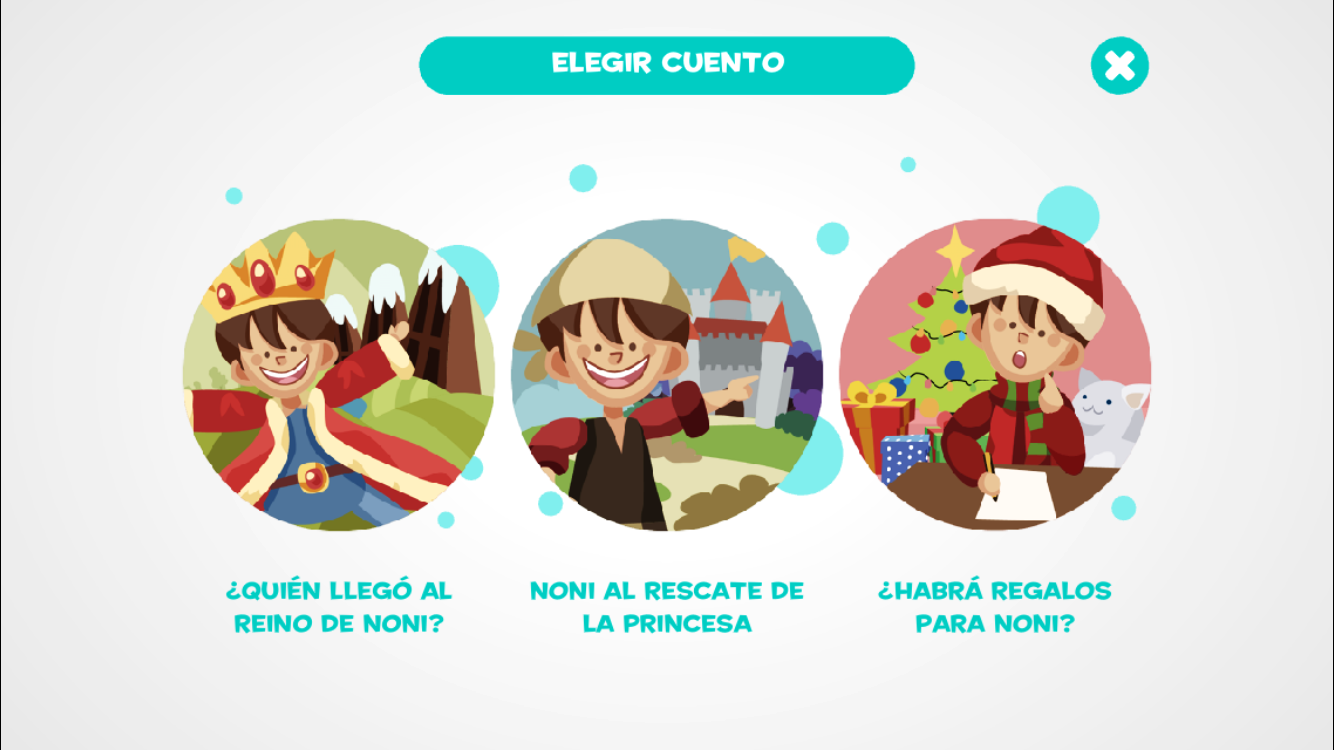 ELEGIR CUENTO
¿QUIÉN LLEGÓ AL
REINO DE NONI?
NONI AL RESCATE DE
LA PRINCESA
¿HABRÁ REGALOS
PARA NONI?